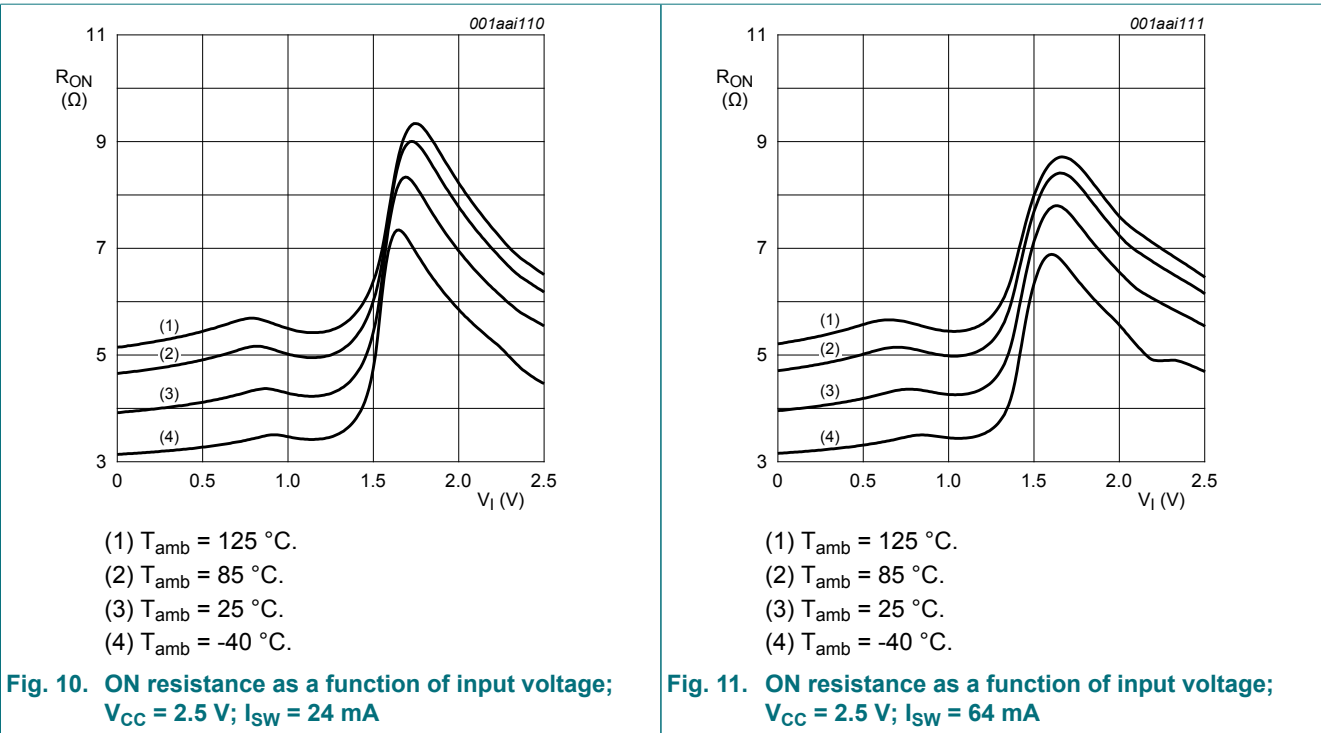 001aai110
11
RON
(Ω)
9
7
5
3
(1)
(2)
(3)
(4)
0 0.5 1.0 1.5 2.0 2.5
VI (V)
(1) Tamb = 125 °C.
(2) Tamb = 85 °C.
(3) Tamb = 25 °C.
(4) Tamb = -40 °C.
Fig. 10. ON resistance as a function of input voltage;
VCC = 2.5 V; ISW = 24 mA
001aai111
11
RON
(Ω)
9
7
5
3
(1)
(2)
(3)
(4)
0 0.5 1.0 1.5 2.0 2.5
VI (V)
(1) Tamb = 125 °C.
(2) Tamb = 85 °C.
(3) Tamb = 25 °C.
(4) Tamb = -40 °C.
Fig. 11. ON resistance as a function of input voltage;
VCC = 2.5 V; ISW = 64 mA